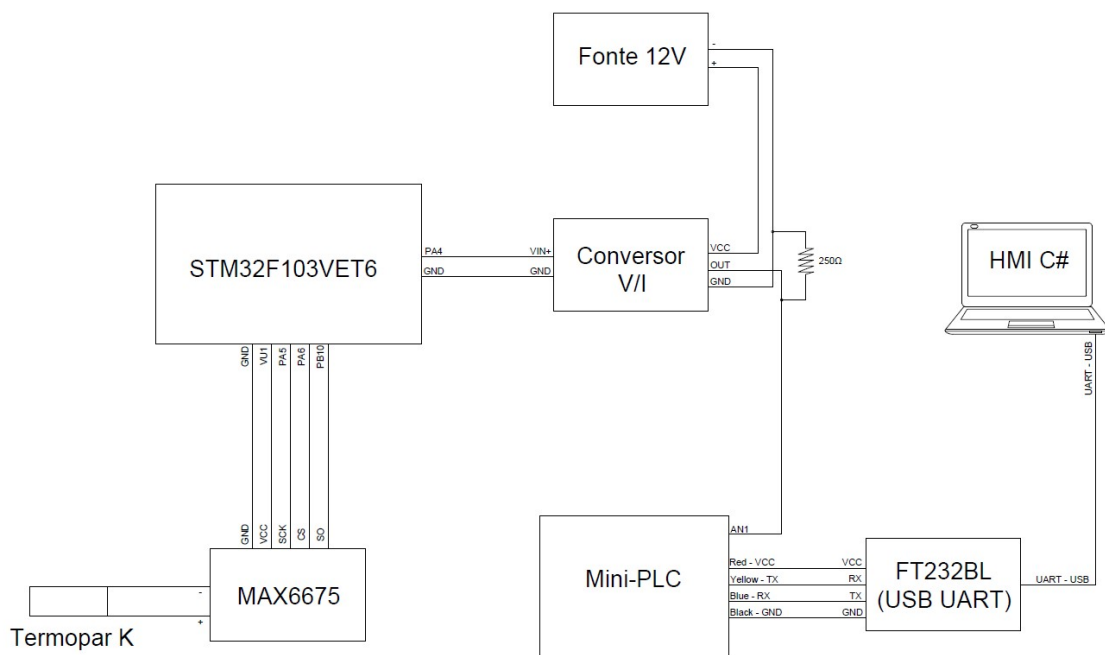 Fonte 12V
-
+
STM32F103VET6
PA4
GND
VIN+
GND
Conversor
V/I
VCC
OUT
GND
250Ω
HMI C#
UART - USB
GND
VU1
PA5
PA6
PB10
GND
VCC
SCK
CS
SO
MAX6675
-
+
Termopar K
Mini-PLC
AN1
Red - VCC
Yellow - TX
Blue - RX
Black - GND
VCC
RX
TX
GND
FT232BL
(USB UART)
UART - USB